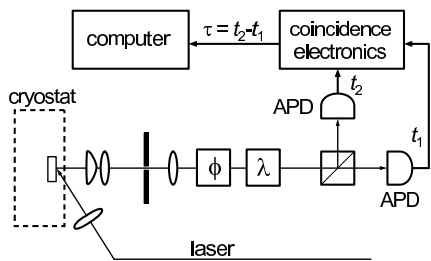 computer
τ = t2-t1
coincidence
electronics
cryostat
APD
t2
t1
ϕ
λ
APD
laser